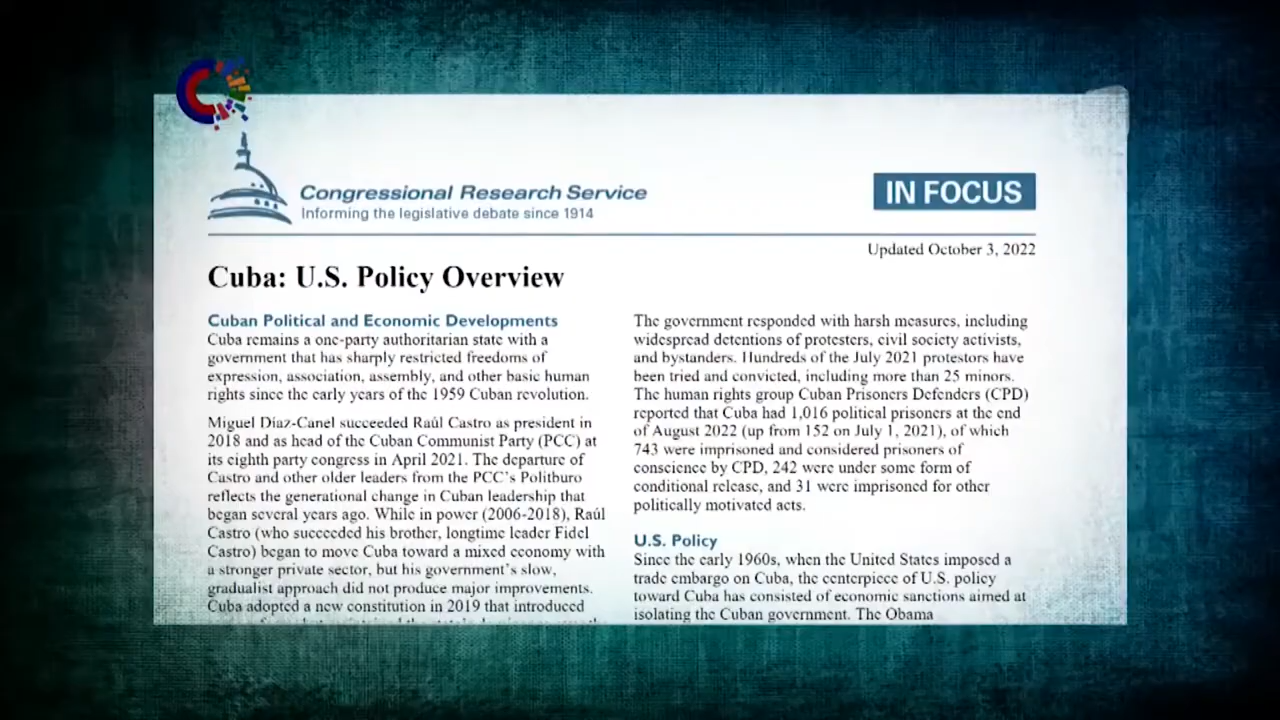 Congressional Research Service
Informing the legislative debate since 1914
IN FOCUS
Updated October 3, 2022
Cuba: U.S. Policy Overview
Cuban Political and Economic Developments
Cuba remains a one-party authoritarian state with a
government that has sharply restricted freedoms of
expression, association, assembly, and other basic human
rights since the early years of the 1959 Cuban revolution.
Miguel Díaz-Canel succeeded Raúl Castro as president in
2018 and as head of the Cuban Communist Party (PCC) at
its eighth party congress in April 2021. The departure of
Castro and other older leaders from the PCC's Politburo
reflects the generational change in Cuban leadership that
began several years ago. While in power (2006-2018), Raúl
Castro (who succeeded his brother, longtime leader Fidel
Castro) began to move Cuba toward a mixed economy with
a stronger private sector, but his government's slow,
gradualist approach did not produce major improvements.
Cuba adopted a new constitution in 2019 that introduced
The government responded with harsh measures, including
widespread detentions of protesters, civil society activists,
and bystanders. Hundreds of the July 2021 protestors have
been tried and convicted, including more than 25 minors.
The human rights group Cuban Prisoners Defenders (CPD)
reported that Cuba had 1,016 political prisoners at the end
of August 2022 (up from 152 on July 1, 2021), of which
743 were imprisoned and considered prisoners of
conscience by CPD, 242 were under some form of
conditional release, and 31 were imprisoned for other
politically motivated acts.
U.S. Policy
Since the early 1960s, when the United States imposed a
trade embargo on Cuba, the centerpiece of U.S. policy
toward Cuba has consisted of economic sanctions aimed at
isolating the Cuban government. The Obama